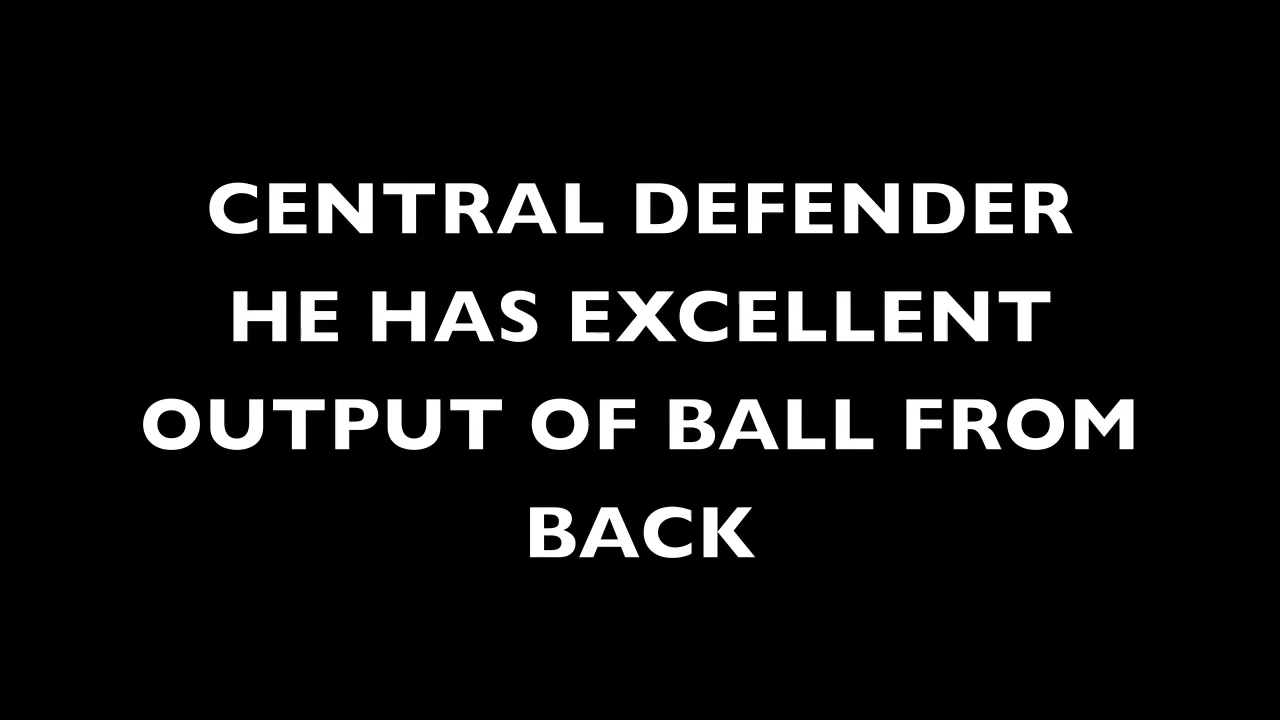 CENTRAL DEFENDER
HE HAS EXCELLENT
OUTPUT OF BALL FROM
BACK